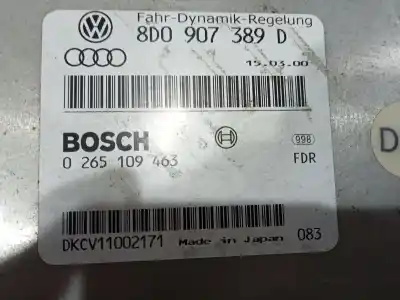 Fahr-Dynamik-Regelung
8D0 907 389 D
15.03.00
BOSCH
998
0 265 109 463
FDR
DKCV11002171 Made in Japan 083
D